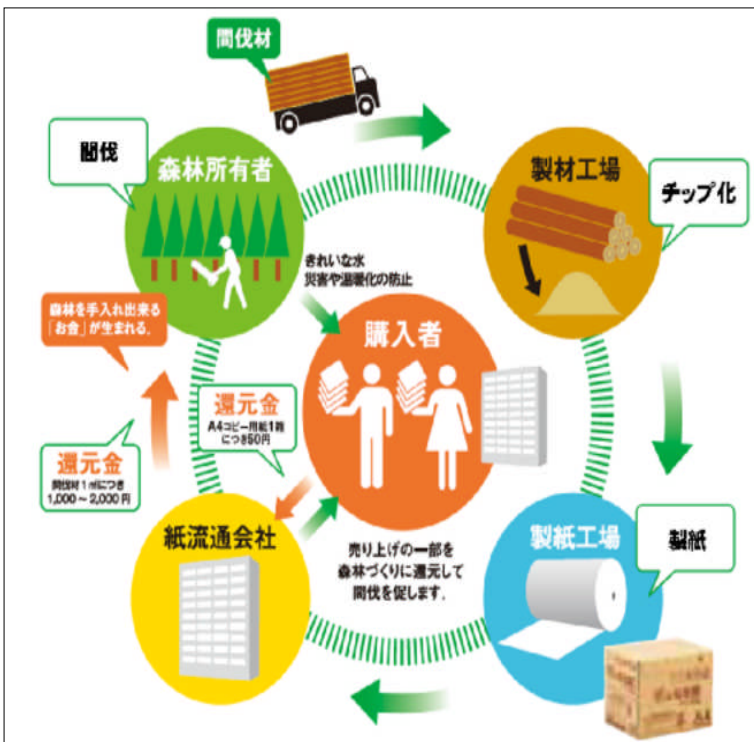 間伐材
間伐
森林所有者
製材工場
チップ化
きれいな水
災害や温暖化の防止
森林を手入れ出来る
「お金」が生まれる。
購入者
還元金
A4コピー用紙1箱
につき50円
還元金
間伐材1㎥につき
1,000~2,000円
紙流通会社
製紙工場
製紙
売り上げの一部を
森林づくりに還元して
間伐を促します。